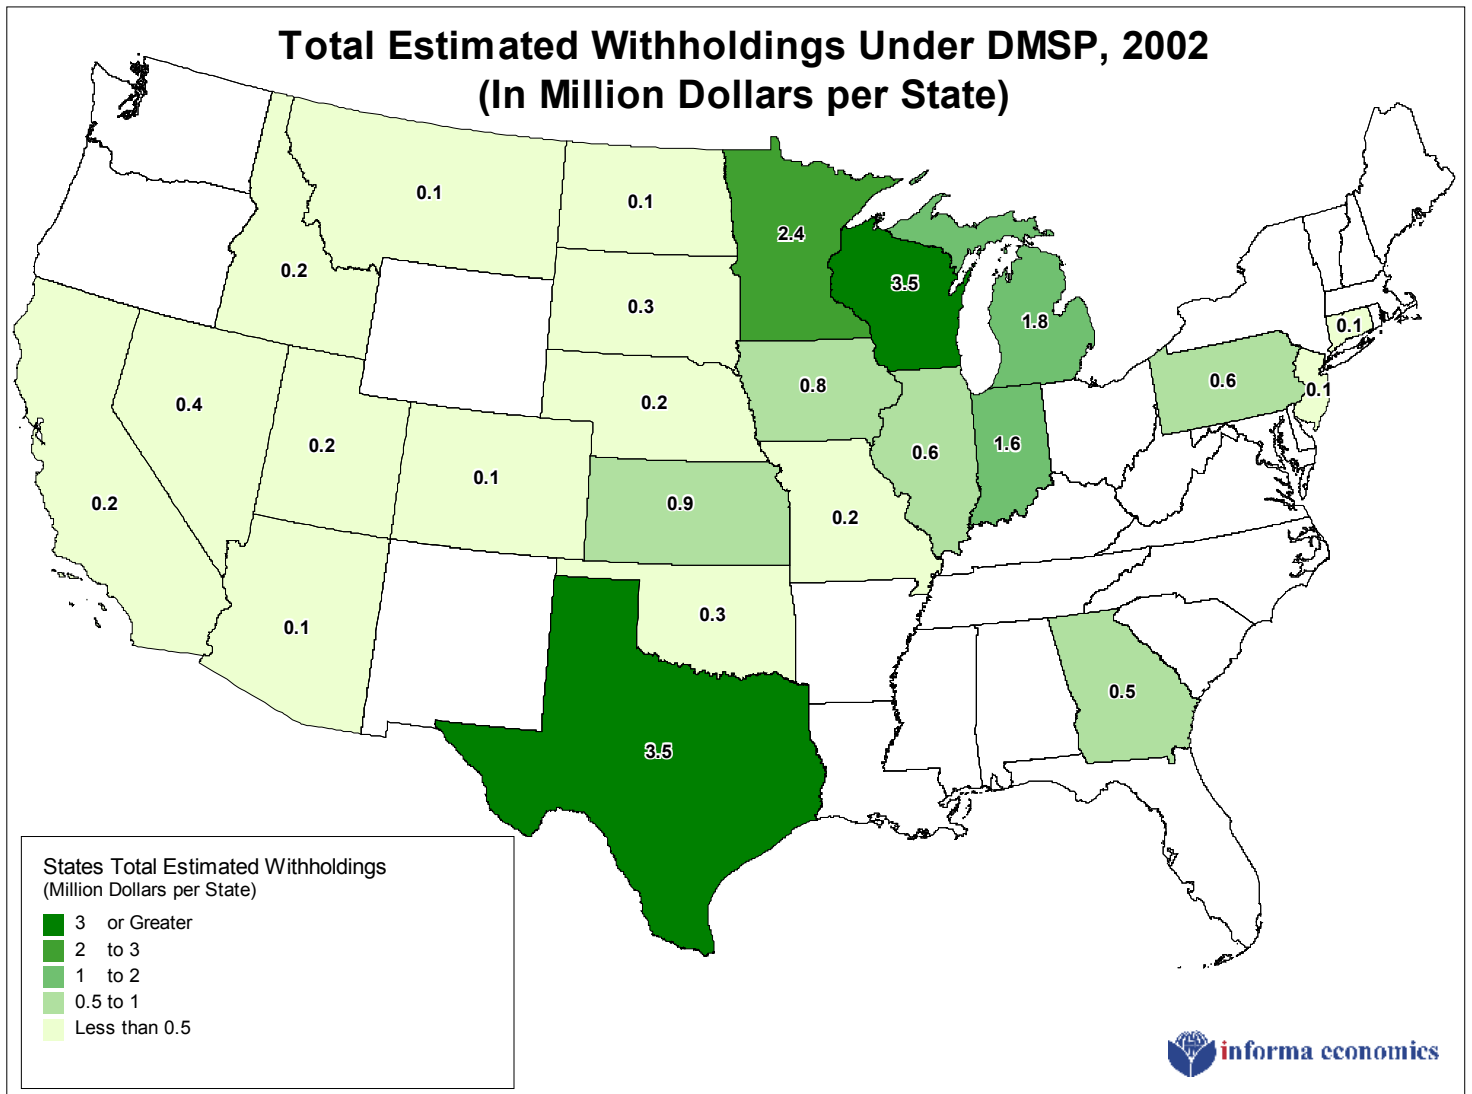 Total Estimated Withholdings Under DMSP, 2002
(In Million Dollars per State)
0.1
0.1
2.4
0.2
3.5
0.3
1.8
0.1
0.8
0.6
0.1
0.4
0.2
0.2
0.6
1.6
0.1
0.2
0.9
0.2
0.1
0.3
0.5
3.5
States Total Estimated Withholdings
(Million Dollars per State)
3 or Greater
2 to 3
1 to 2
0.5 to 1
Less than 0.5
informa economics